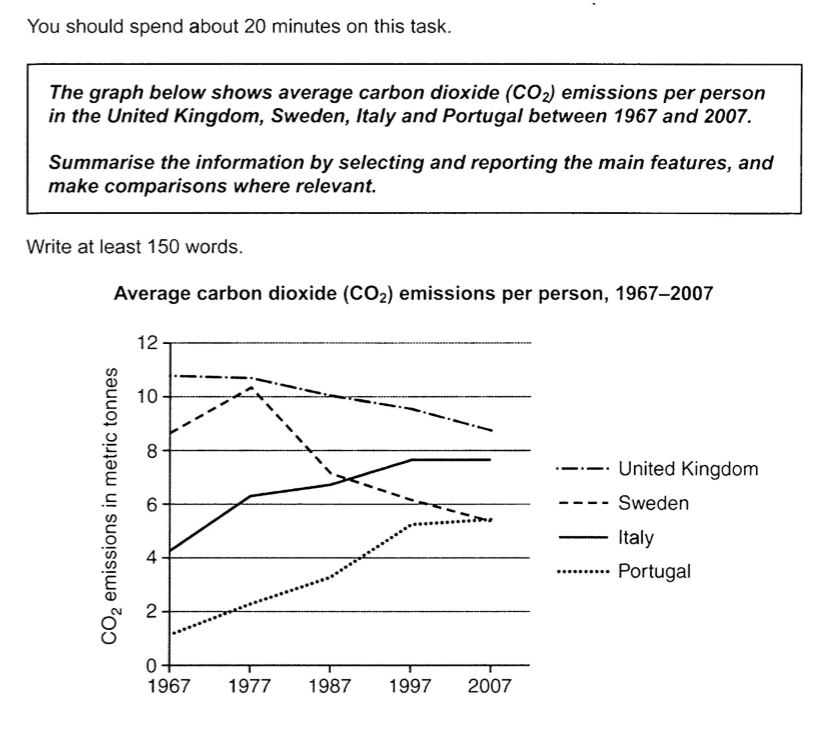 You should spend about 20 minutes on this task.
The graph below shows average carbon dioxide (CO₂) emissions per person
in the United Kingdom, Sweden, Italy and Portugal between 1967 and 2007.
Summarise the information by selecting and reporting the main features, and
make comparisons where relevant.
Write at least 150 words.
Average carbon dioxide (CO₂) emissions per person, 1967–2007
CO₂ emissions in metric tonnes
12
10
8
6
4
2
0
1967 1977 1987 1997 2007
United Kingdom
Sweden
Italy
Portugal